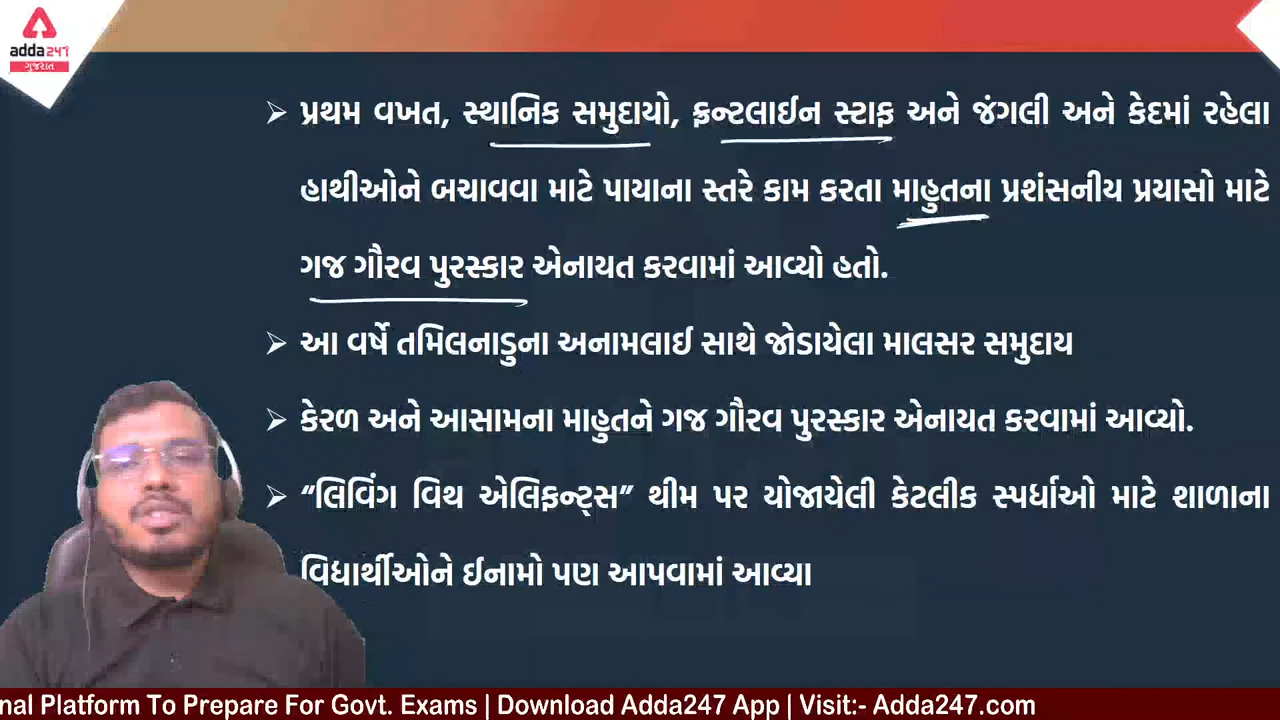 adda247
ગુજરાત
➢ પ્રથમ વખત, સ્થાનિક સમુદાયો, ફ્રન્ટલાઈન સ્ટાફ અને જંગલી અને કેદમાં રહેલા
હાથીઓને બચાવવા માટે પાયાના સ્તરે કામ કરતા માહુતના પ્રશંસનીય પ્રયાસો માટે
ગજ ગૌરવ પુરસ્કાર એનાયત કરવામાં આવ્યો હતો.
➢ આ વર્ષે તમિલનાડુના અનામલાઈ સાથે જોડાયેલા માલસર સમુદાય
➢ કેરળ અને આસામના માહુતને ગજ ગૌરવ પુરસ્કાર એનાયત કરવામાં આવ્યો.
➢ “લિવિંગ વિથ એલિફન્ટ્સ” થીમ પર યોજાયેલી કેટલીક સ્પર્ધાઓ માટે શાળાના
વિદ્યાર્થીઓને ઈનામો પણ આપવામાં આવ્યા
nal Platform To Prepare For Govt. Exams | Download Adda247 App | Visit:- Adda247.com